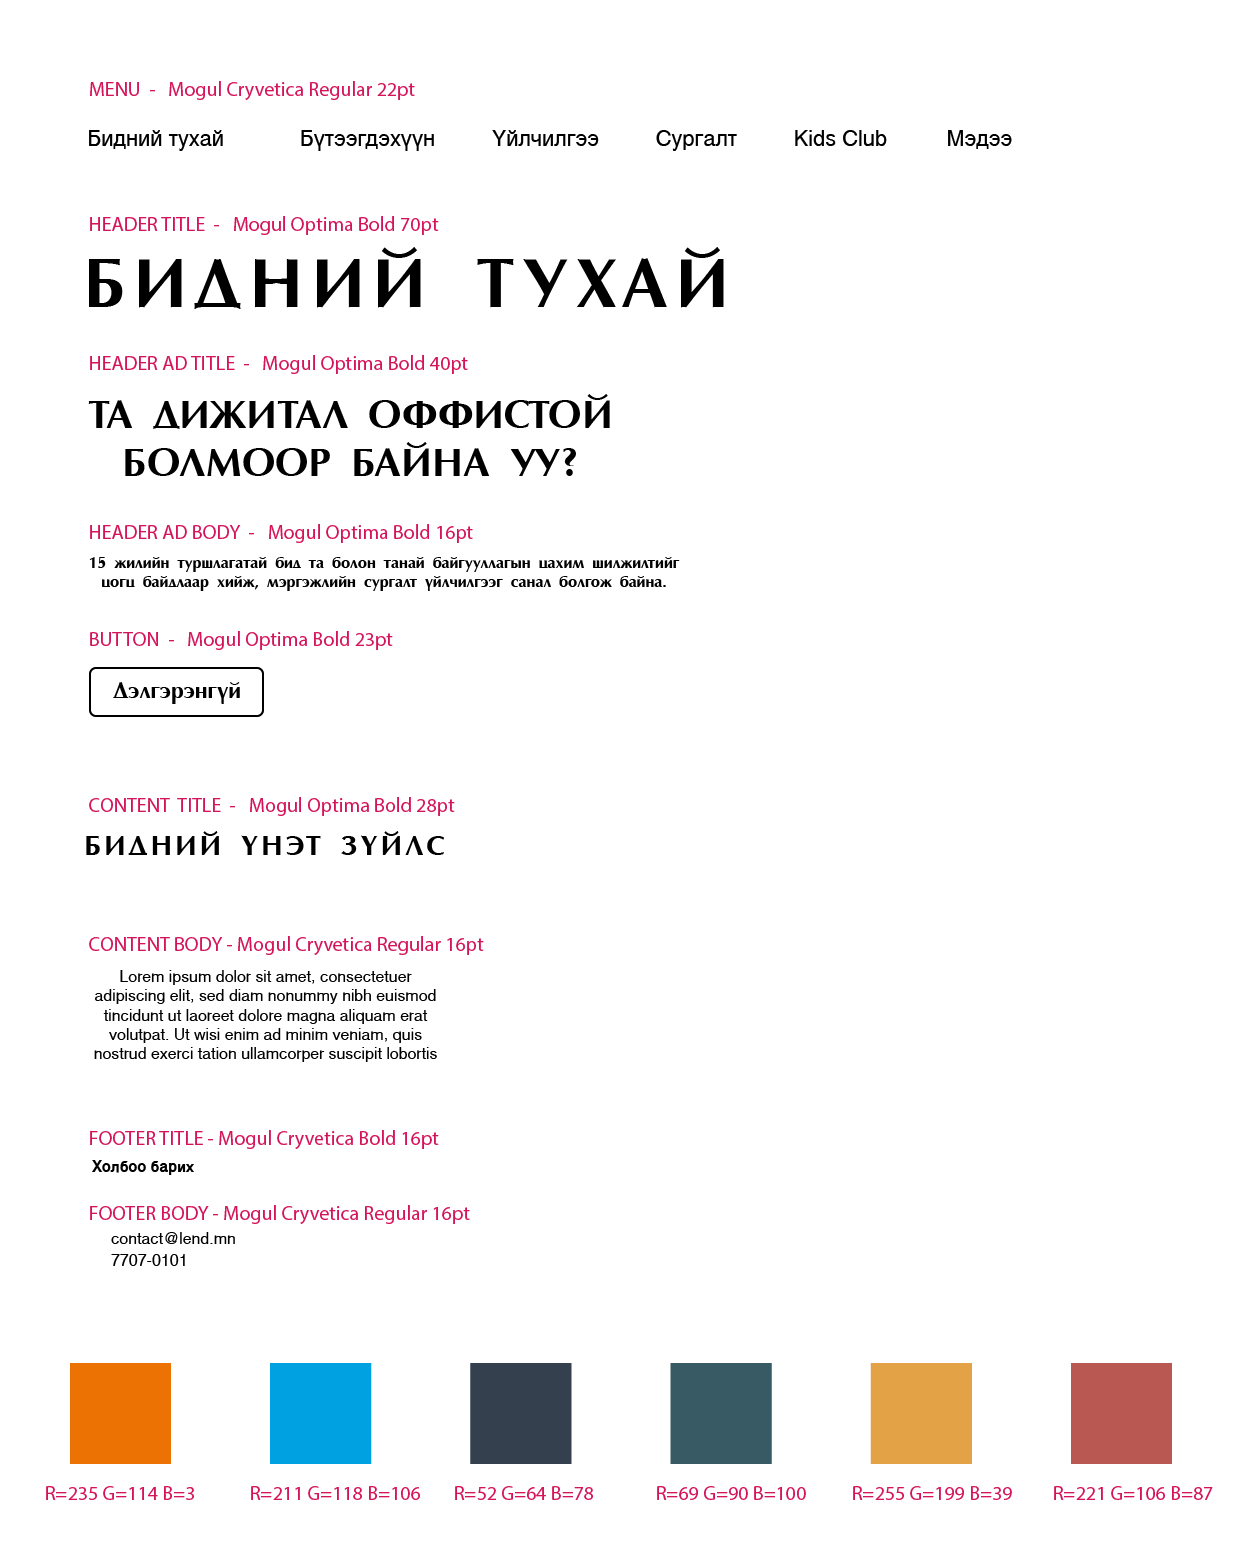 MENU - Mogul Cryvetica Regular 22pt
Бидний тухай Бүтээгдэхүүн Үйлчилгээ Сургалт Kids Club Мэдээ
HEADER TITLE - Mogul Optima Bold 70pt
БИДНИЙ ТУХАЙ
HEADER AD TITLE - Mogul Optima Bold 40pt
ТА ДИЖИТАЛ ОФФИСТОЙ
БОЛМООР БАЙНА УУ?
HEADER AD BODY - Mogul Optima Bold 16pt
15 жилийн туршлагатай бид та болон танай байгууллагын цахим шилжилтийг
цогц байдлаар хийж, мэргэжлийн сургалт үйлчилгээг санал болгож байна.
BUTTON - Mogul Optima Bold 23pt
Дэлгэрэнгүй
CONTENT TITLE - Mogul Optima Bold 28pt
БИДНИЙ ҮНЭТ ЗҮЙЛС
CONTENT BODY - Mogul Cryvetica Regular 16pt
Lorem ipsum dolor sit amet, consectetuer
adipiscing elit, sed diam nonummy nibh euismod
tincidunt ut laoreet dolore magna aliquam erat
volutpat. Ut wisi enim ad minim veniam, quis
nostrud exerci tation ullamcorper suscipit lobortis
FOOTER TITLE - Mogul Cryvetica Bold 16pt
Холбоо барих
FOOTER BODY - Mogul Cryvetica Regular 16pt
contact@lend.mn
7707-0101
R=235 G=114 B=3 R=211 G=118 B=106 R=52 G=64 B=78 R=69 G=90 B=100 R=255 G=199 B=39 R=221 G=106 B=87